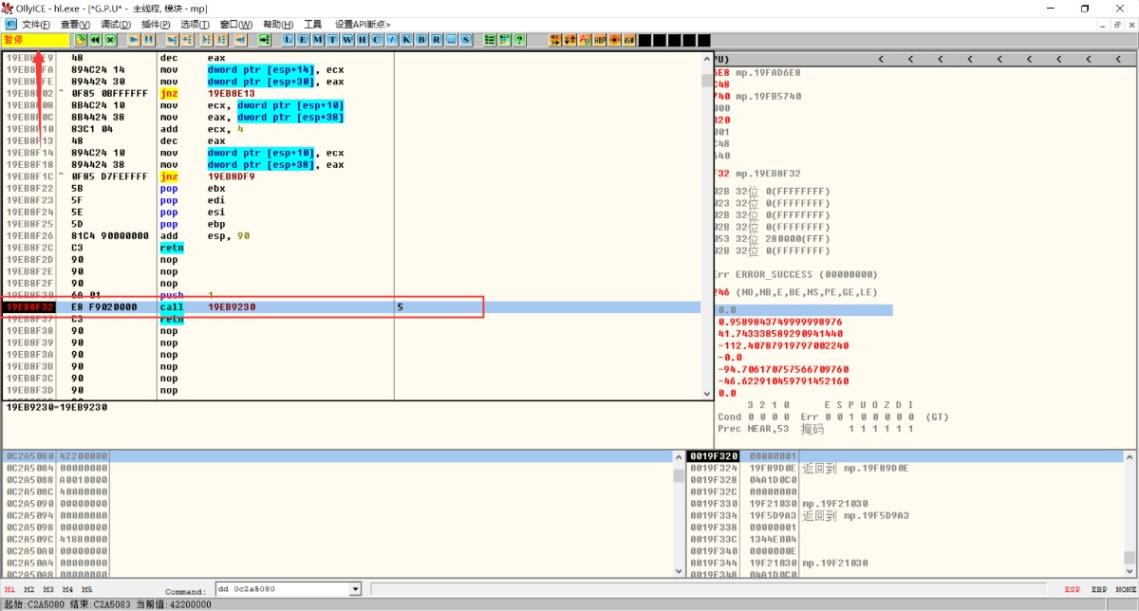 OllyICE - hl.exe - [*G.P.U* - 主线程, 模块 - mp]
文件(F) 查看(V) 调试(D) 插件(P) 选项(T) 窗口(W) 帮助(H) 工具 设置API断点>
暂停 L E M T W H C / K B R ... S
48 dec eax
894C24 14 mov dword ptr [esp+14], ecx
894424 30 mov dword ptr [esp+30], eax
0F85 0BFFFFFF jnz 19EB8E13
8B4C24 10 mov ecx, dword ptr [esp+10]
8B4424 38 mov eax, dword ptr [esp+38]
83C1 04 add ecx, 4
19EB8F13 48 dec eax
19EB8F14 894C24 10 mov dword ptr [esp+10], ecx
19EB8F18 894424 38 mov dword ptr [esp+38], eax
19EB8F1C ^ 0F85 D7FEFFFF jnz 19EB8DF9
19EB8F22 5B pop ebx
19EB8F23 5F pop edi
19EB8F24 5E pop esi
19EB8F25 5D pop ebp
19EB8F26 81C4 90000000 add esp, 90
19EB8F2C C3 retn
19EB8F2D 90 nop
19EB8F2E 90 nop
19EB8F2F 90 nop
19EB8F30 6A 01 push 1
19EB8F32 E8 F9020000 call 19EB9230 5
19EB8F37 C3 retn
19EB8F38 90 nop
19EB8F39 90 nop
19EB8F3A 90 nop
19EB8F3B 90 nop
19EB8F3C 90 nop
19EB8F3D 90 nop
19EB9230=19EB9230
PU) < < < < < < < < <
6E8 mp.19FAD6E8
C48
740 mp.19FB5740
000
020
001
C48
640
F32 mp.19EB8F32
02B 32位 0(FFFFFFFF)
023 32位 0(FFFFFFFF)
02B 32位 0(FFFFFFFF)
02B 32位 0(FFFFFFFF)
053 32位 280000(FFF)
02B 32位 0(FFFFFFFF)
Err ERROR_SUCCESS (00000000)
246 (NO,NB,E,BE,NS,PE,GE,LE)
0.0
0.9589843749999998976
41.743338589290941440
-112.40787919797002240
-0.0
-94.706170757566709760
-46.622910459791452160
0.0
3 2 1 0 E S P U O Z D I
Cond 0 0 0 0 Err 0 0 1 0 0 0 0 0 (GT)
Prec NEAR,53 掩码 1 1 1 1 1 1
0C2A5080 42200000
0C2A5084 00000000
0C2A5088 A0010000
0C2A508C 40000000
0C2A5090 00000000
0C2A5094 00000000
0C2A5098 00000000
0C2A509C 41880000
0C2A50A0 00000000
0C2A50A4 00000000
0C2A50A8 00000000
0019F320 00000001
0019F324 19F89D0E 返回到 mp.19F89D0E
0019F328 04A1D0C0
0019F32C 00000000
0019F330 19F21030 mp.19F21030
0019F334 19F5D9A3 返回到 mp.19F5D9A3
0019F338 00000001
0019F33C 1344E004
0019F340 0000000E
0019F344 19F21030 mp.19F21030
0019F348 04A1D0C0
M1 M2 M3 M4 M5 Command: dd 0c2a5080 ESP EBP NONE
起始:C2A5080 结束:C2A5083 当前值:42200000